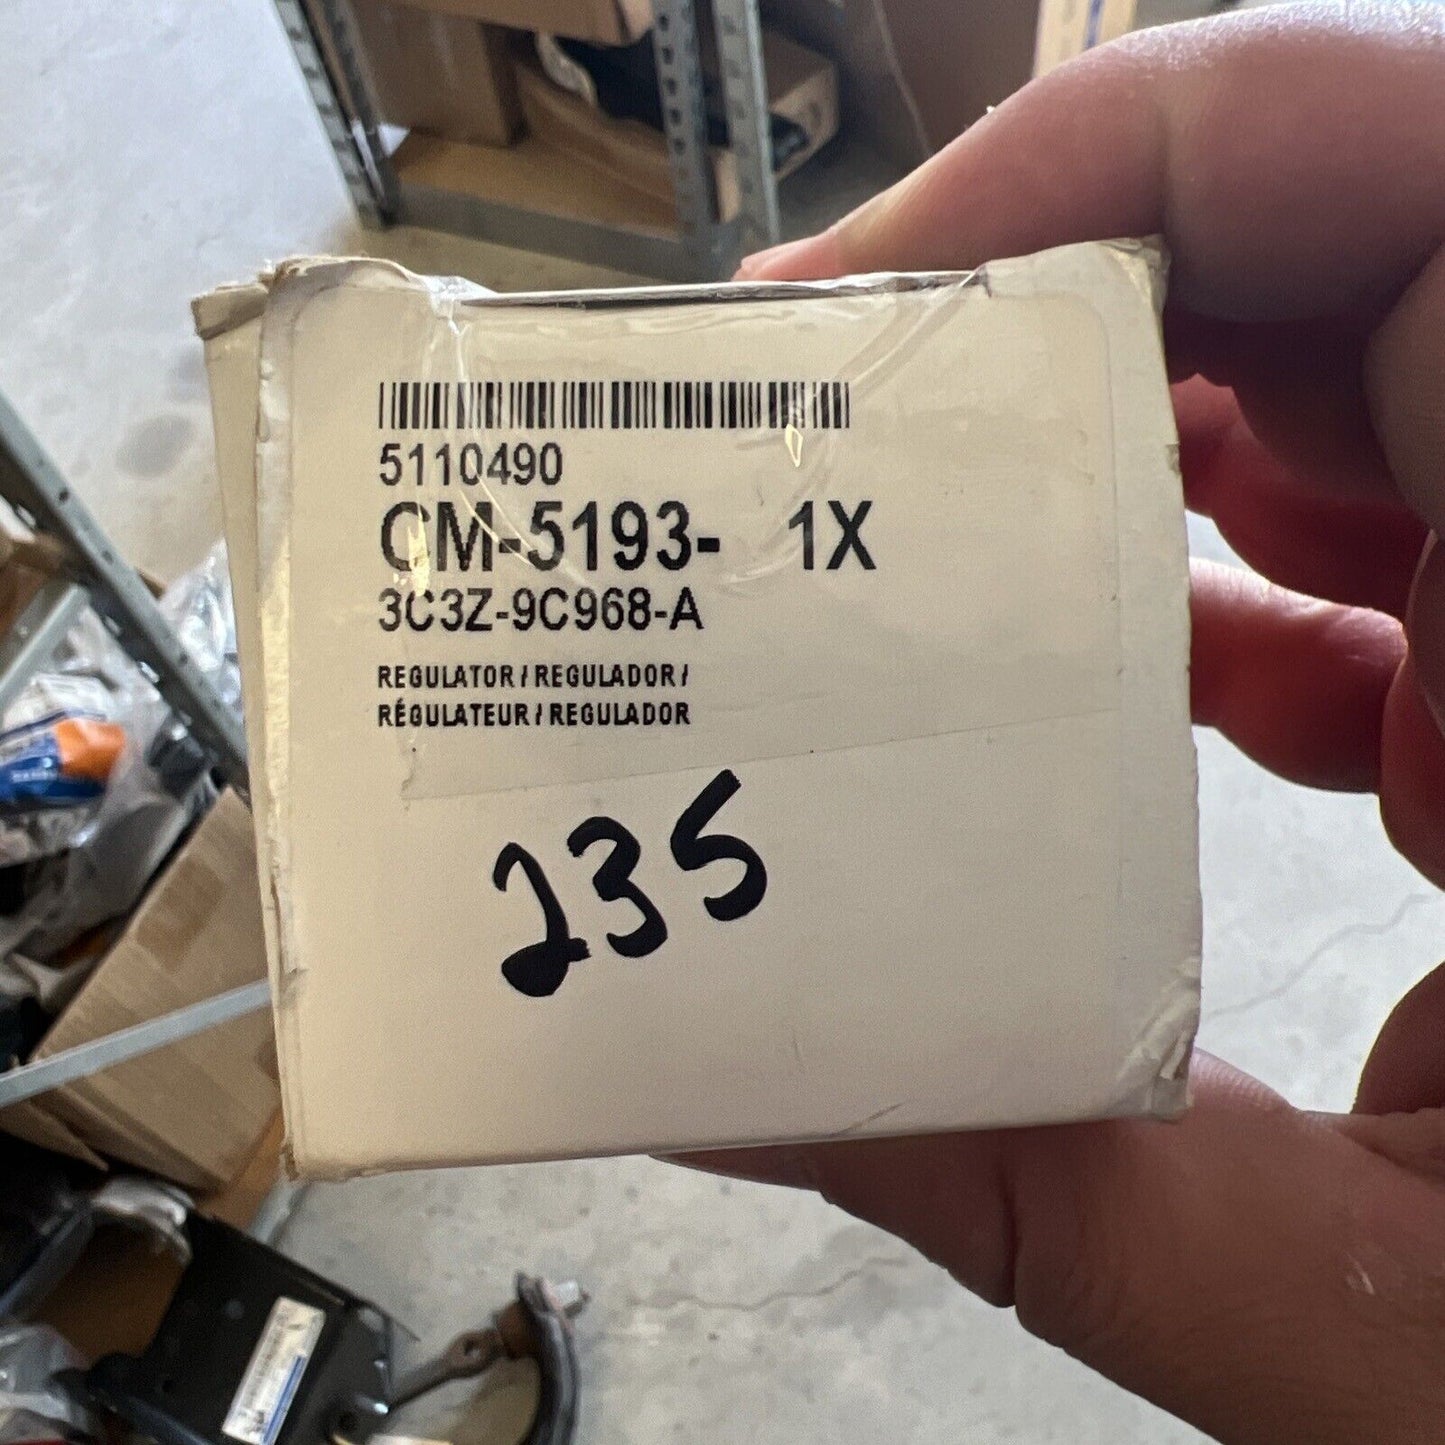 5110490
CM-5193- 1X
3C3Z-9C968-A
REGULATOR / REGULADOR /
RÉGULATEUR / REGULADOR
235